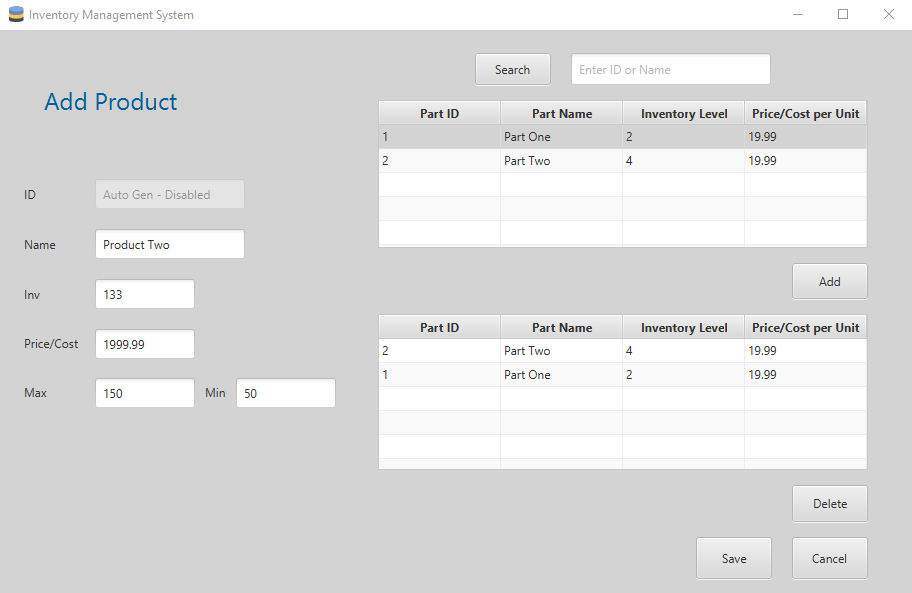 Inventory Management System
Add Product
ID Auto Gen - Disabled
Name Product Two
Inv 133
Price/Cost 1999.99
Max 150 Min 50
Search Enter ID or Name
Part ID Part Name Inventory Level Price/Cost per Unit
1 Part One 2 19.99
2 Part Two 4 19.99
Add
Part ID Part Name Inventory Level Price/Cost per Unit
2 Part Two 4 19.99
1 Part One 2 19.99
Delete
Save Cancel